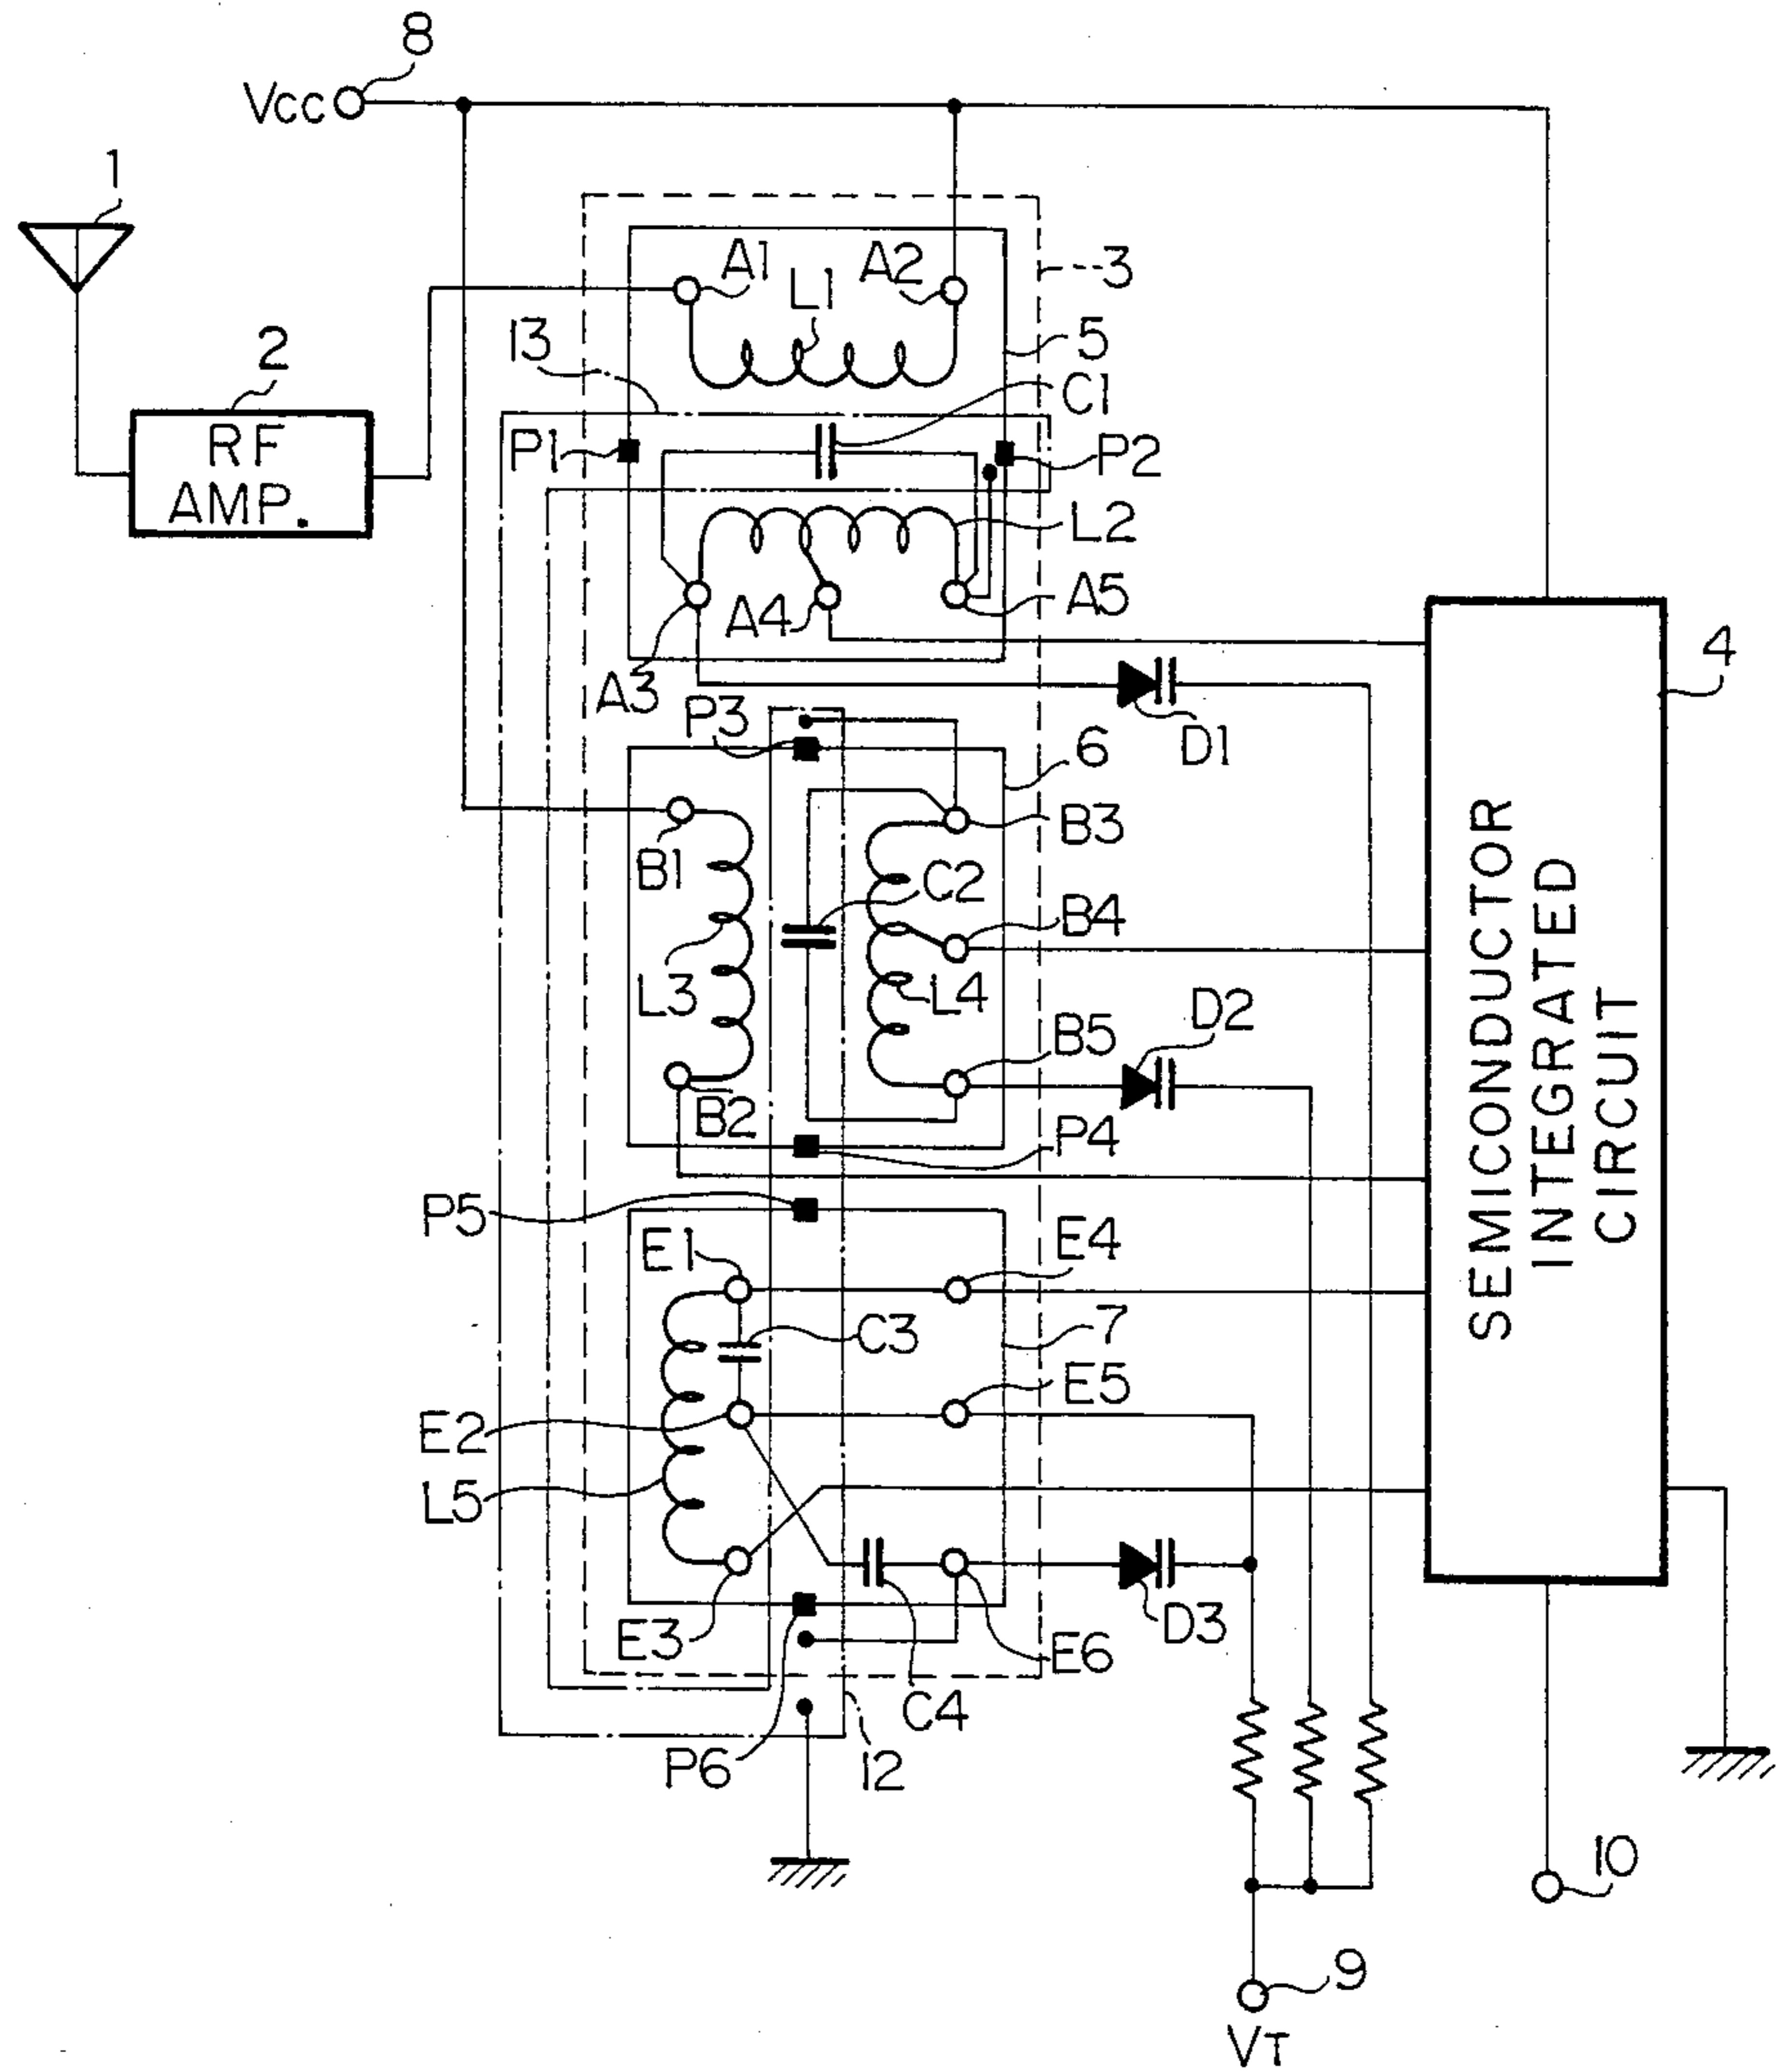 8
Vcc
1
A1
A2
L1
3
5
13
2
C1
RF
AMP.
P1
P2
L2
A4
A5
A3
P3
D1
4
6
B1
B3
C2
B4
L3
L4
D2
B5
B2
P4
P5
E1
E4
C3
7
E5
E2
L5
E3
D3
E6
C4
P6
12
SEMICONDUCTOR
INTEGRATED
CIRCUIT
10
9
VT